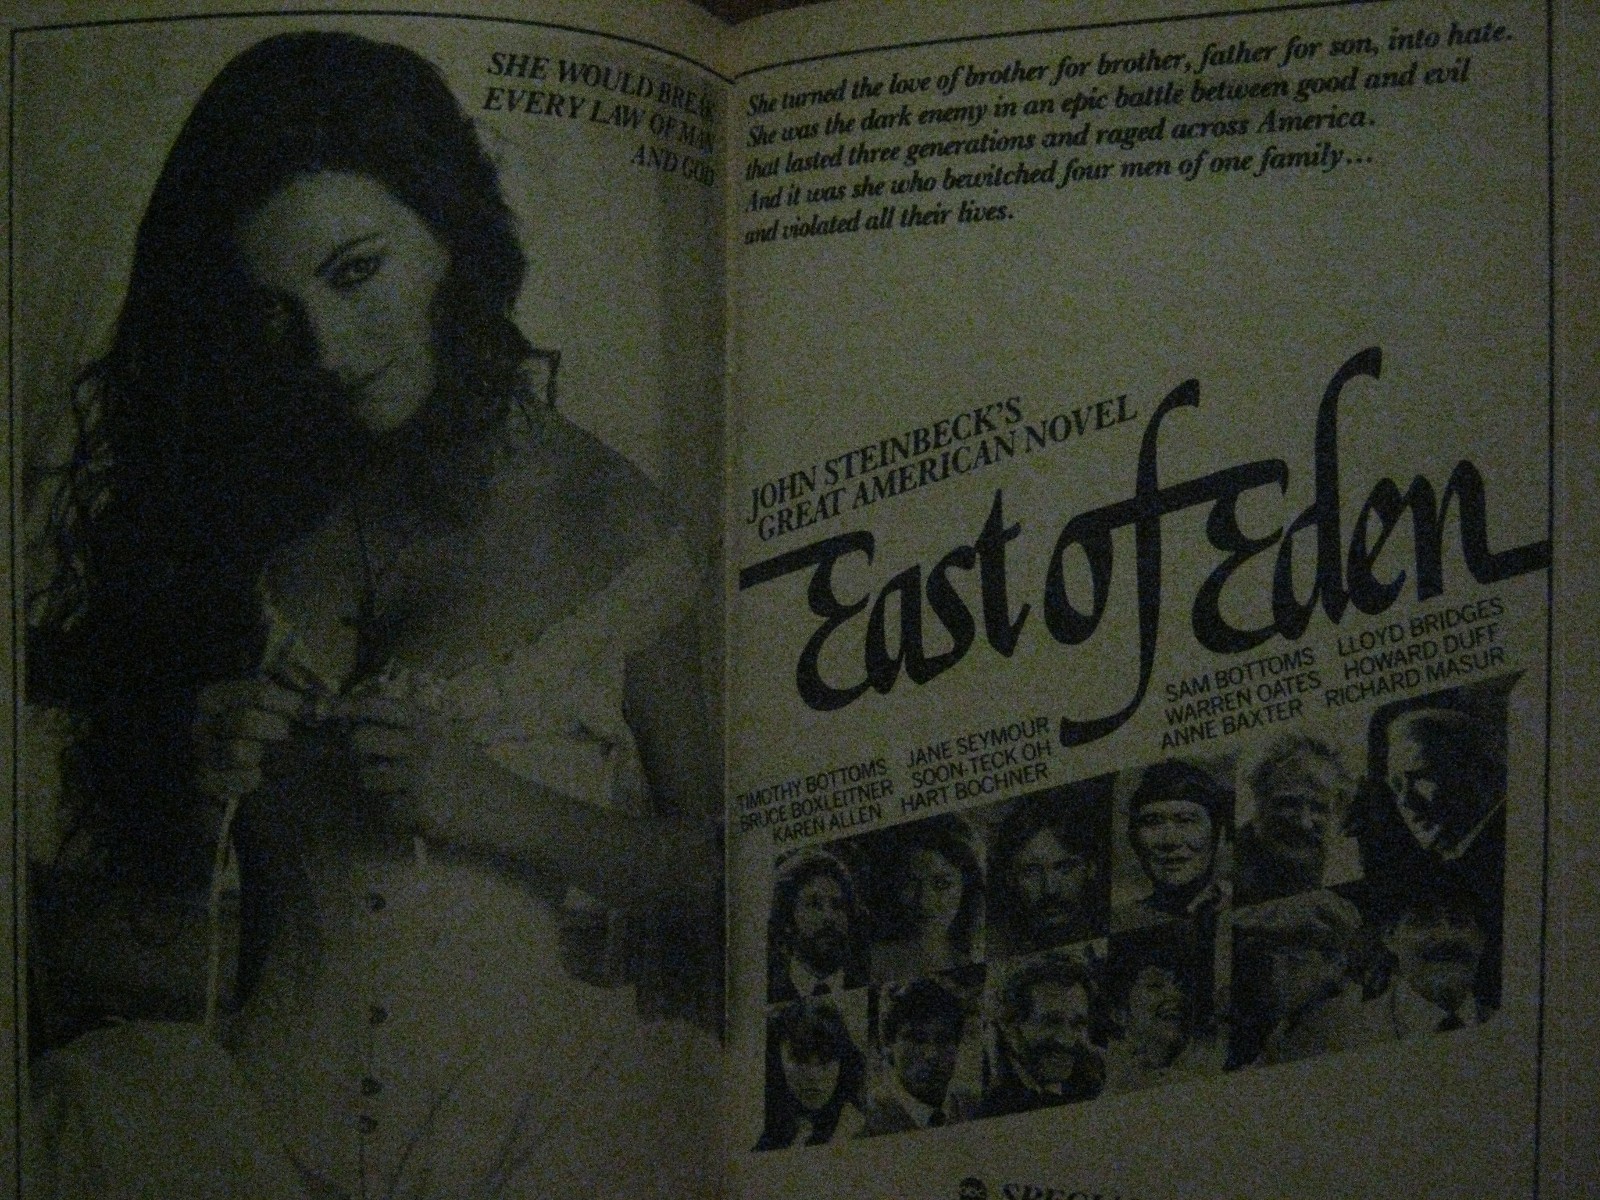 SHE WOULD BREAK
EVERY LAW OF MAN
AND GOD
She turned the love of brother for brother, father for son, into hate.
She was the dark enemy in an epic battle between good and evil
that lasted three generations and raged across America.
And it was she who bewitched four men of one family...
and violated all their lives.
JOHN STEINBECK'S
GREAT AMERICAN NOVEL
East of Eden
TIMOTHY BOTTOMS JANE SEYMOUR
BRUCE BOXLEITNER SOON-TECK OH
KAREN ALLEN HART BOCHNER
SAM BOTTOMS LLOYD BRIDGES
WARREN OATES HOWARD DUFF
ANNE BAXTER RICHARD MASUR
abc